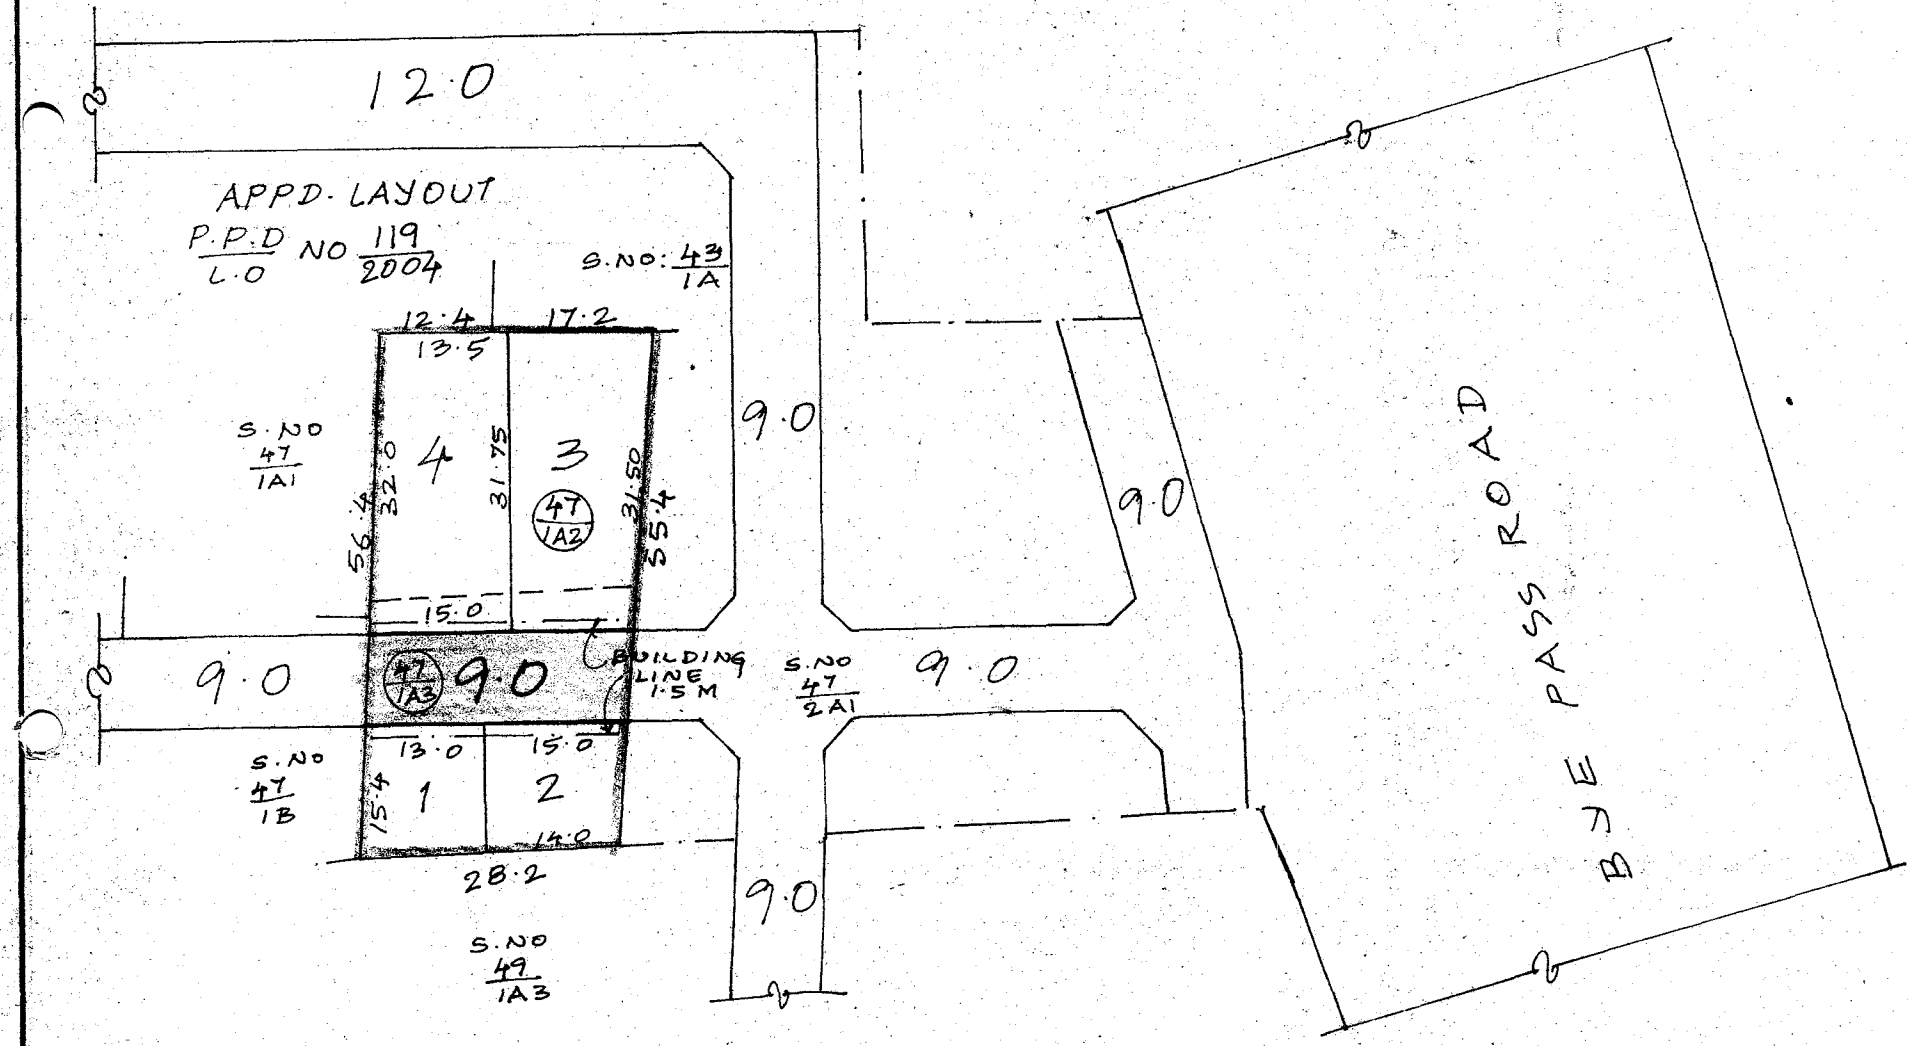 12.0
APPD. LAYOUT
P.P.D
L.O
NO
119
2004
S.NO: 43
1A
12.4
17.2
13.5
S.NO
47
1A1
56.4
32.0
4
31.75
3
47
1A2
31.50
55.4
9.0
9.0
BYE PASS ROAD
15.0
9.0
47
1A3
9.0
BUILDING
LINE
1.5 M
S.NO
47
2A1
9.0
S.NO
47
1B
13.0
15.0
15.4
1
2
14.0
28.2
9.0
S.NO
49
1A3